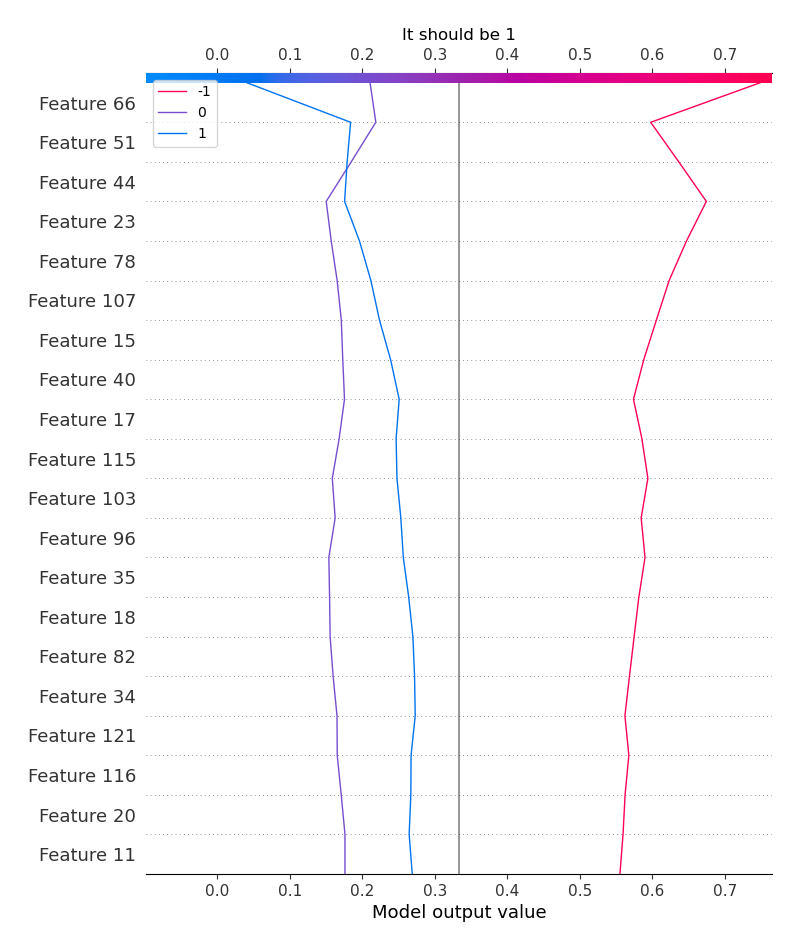 It should be 1
0.0 0.1 0.2 0.3 0.4 0.5 0.6 0.7
-1
0
1
Feature 66
Feature 51
Feature 44
Feature 23
Feature 78
Feature 107
Feature 15
Feature 40
Feature 17
Feature 115
Feature 103
Feature 96
Feature 35
Feature 18
Feature 82
Feature 34
Feature 121
Feature 116
Feature 20
Feature 11
0.0 0.1 0.2 0.3 0.4 0.5 0.6 0.7
Model output value